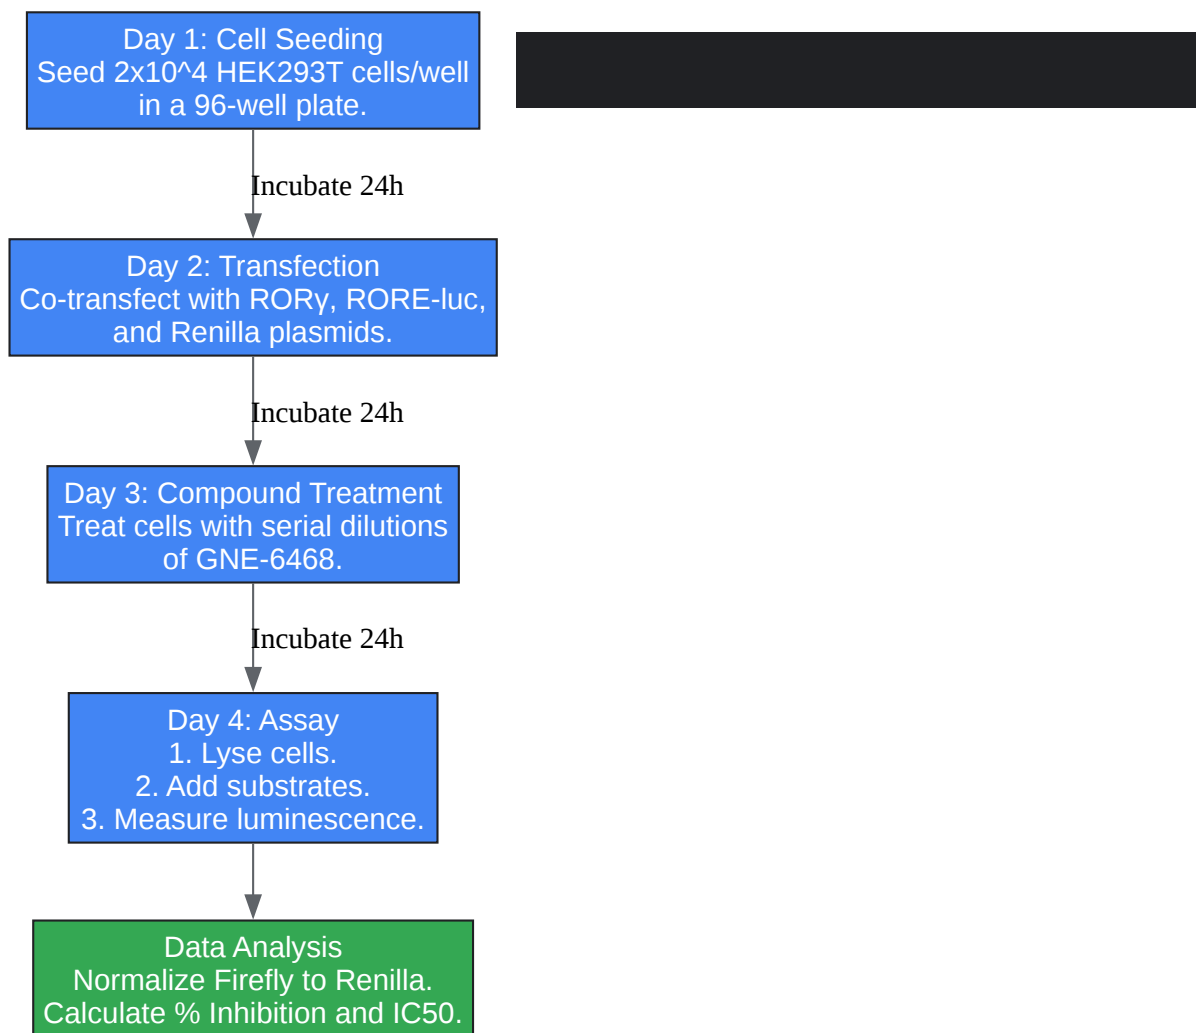 Day 1: Cell Seeding
Seed 2x10^4 HEK293T cells/well
in a 96-well plate.
Incubate 24h
Day 2: Transfection
Co-transfect with RORγ, RORE-luc,
and Renilla plasmids.
Incubate 24h
Day 3: Compound Treatment
Treat cells with serial dilutions
of GNE-6468.
Incubate 24h
Day 4: Assay
1. Lyse cells.
2. Add substrates.
3. Measure luminescence.
Data Analysis
Normalize Firefly to Renilla.
Calculate % Inhibition and IC50.